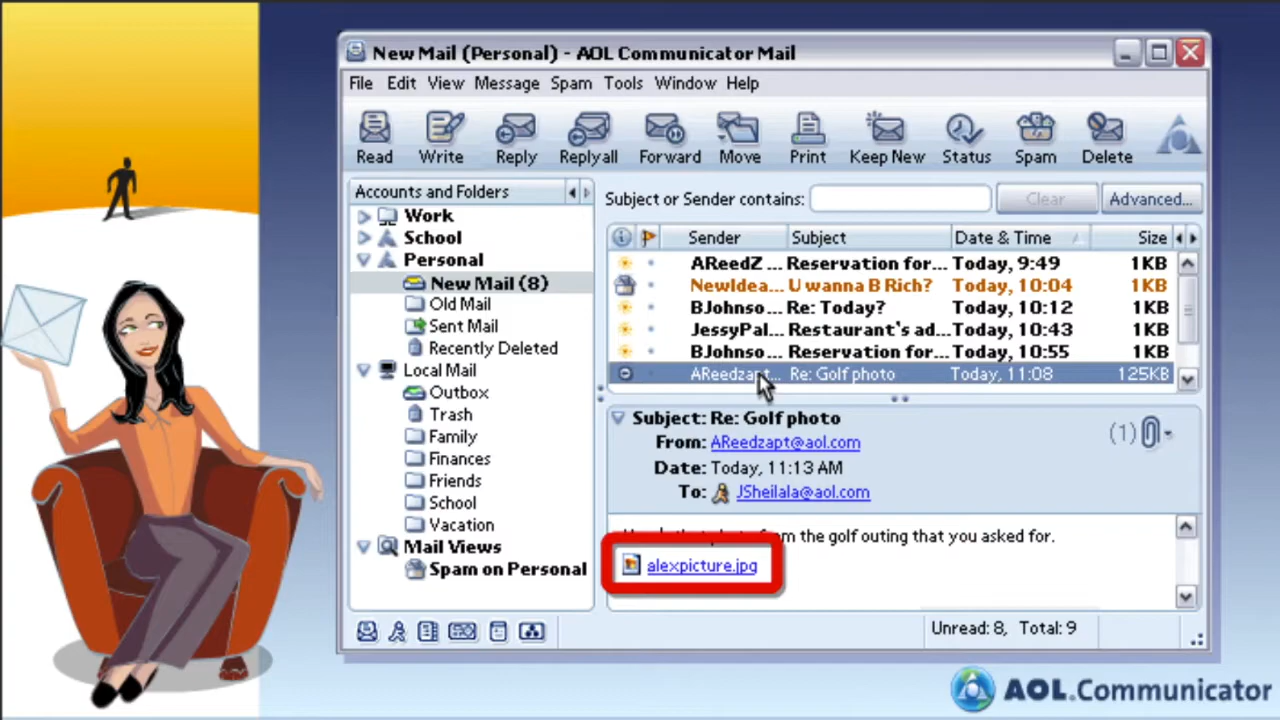 New Mail (Personal) - AOL Communicator Mail
File Edit View Message Spam Tools Window Help
Read Write Reply Reply all Forward Move Print Keep New Status Spam Delete
Accounts and Folders
Work
School
Personal
New Mail (8)
Old Mail
Sent Mail
Recently Deleted
Local Mail
Outbox
Trash
Family
Finances
Friends
School
Vacation
Mail Views
Spam on Personal
Subject or Sender contains: Clear Advanced...
Sender Subject Date & Time Size
AReedZ ... Reservation for... Today, 9:49 1KB
NewIdea... U wanna B Rich? Today, 10:04 1KB
BJohnso... Re: Today? Today, 10:12 1KB
JessyPal... Restaurant's ad... Today, 10:43 1KB
BJohnso... Reservation for... Today, 10:55 1KB
AReedzapt... Re: Golf photo Today, 11:08 125KB
Subject: Re: Golf photo
From: AReedzapt@aol.com
(1)
Date: Today, 11:13 AM
To: JSheilala@aol.com
the golf outing that you asked for.
alexpicture.jpg
Unread: 8, Total: 9
AOL.Communicator